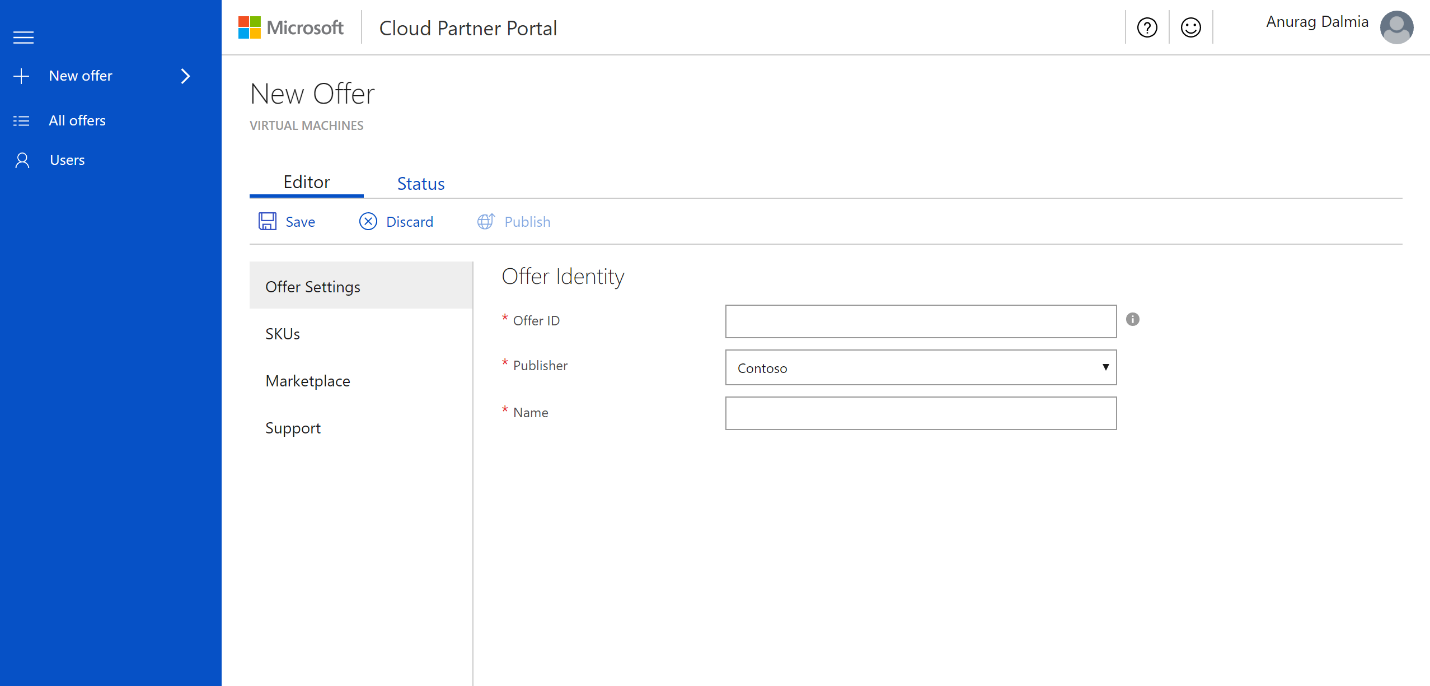 Microsoft Cloud Partner Portal
Anurag Dalmia
New offer
All offers
Users
New Offer
VIRTUAL MACHINES
Editor Status
Save Discard Publish
Offer Settings
SKUs
Marketplace
Support
Offer Identity
* Offer ID
* Publisher Contoso
* Name